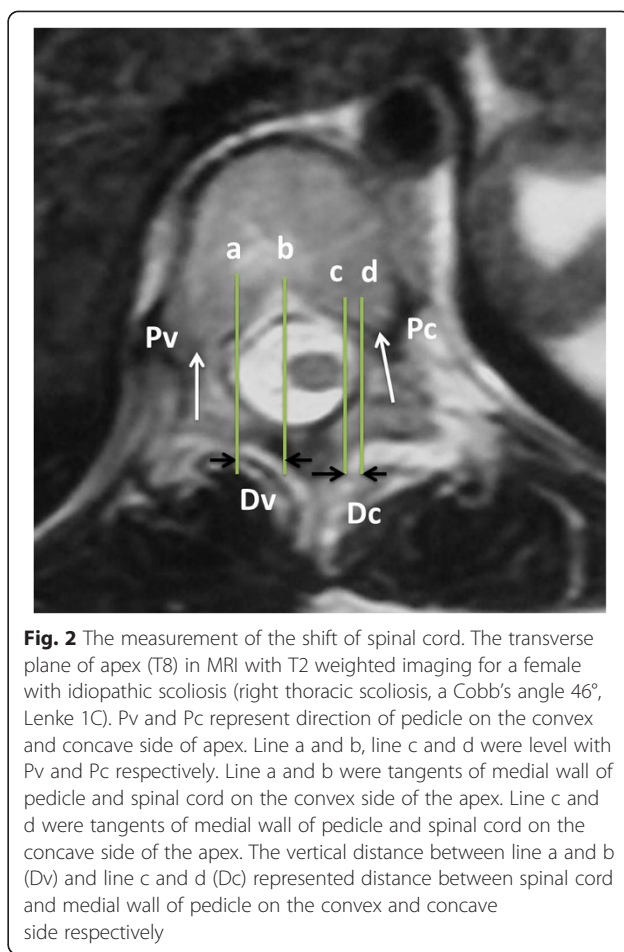 a b
c d
Pv Pc
Dv Dc
Fig. 2 The measurement of the shift of spinal cord. The transverse
plane of apex (T8) in MRI with T2 weighted imaging for a female
with idiopathic scoliosis (right thoracic scoliosis, a Cobb's angle 46°,
Lenke 1C). Pv and Pc represent direction of pedicle on the convex
and concave side of apex. Line a and b, line c and d were level with
Pv and Pc respectively. Line a and b were tangents of medial wall of
pedicle and spinal cord on the convex side of the apex. Line c and
d were tangents of medial wall of pedicle and spinal cord on the
concave side of the apex. The vertical distance between line a and b
(Dv) and line c and d (Dc) represented distance between spinal cord
and medial wall of pedicle on the convex and concave
side respectively